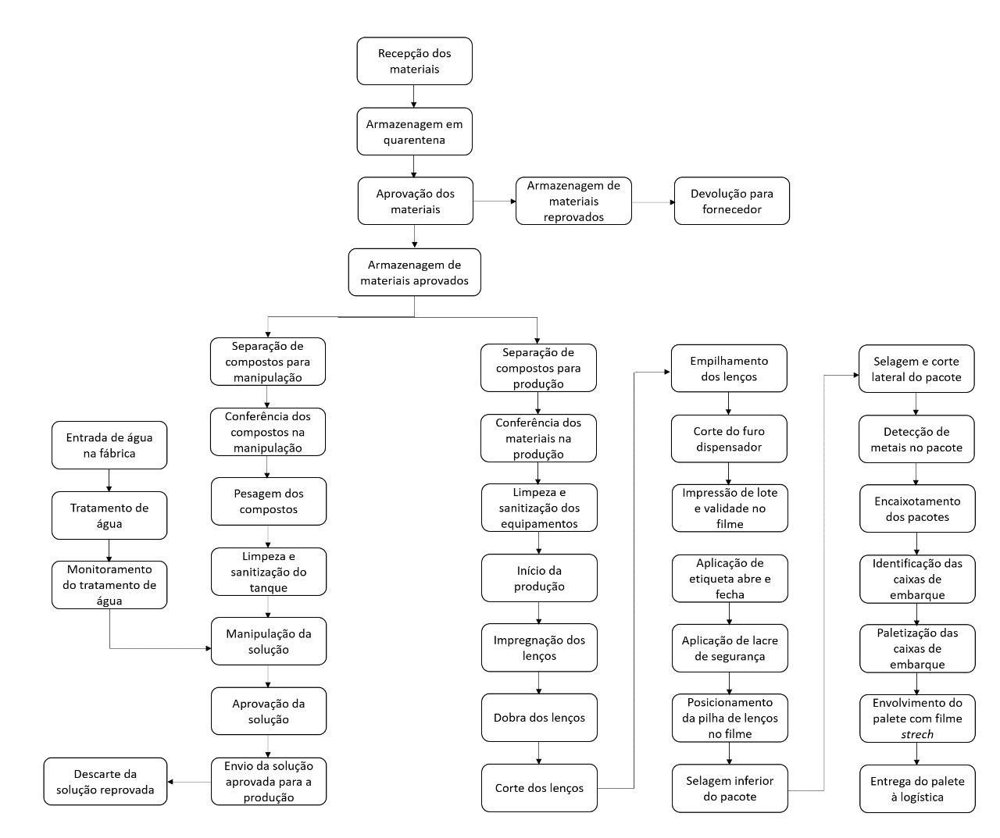 Recepção dos
materiais
Armazenagem em
quarentena
Aprovação dos
materiais
Armazenagem de
materiais
reprovados
Devolução para
fornecedor
Armazenagem de
materiais aprovados
Separação de
compostos para
manipulação
Conferência dos
compostos na
manipulação
Pesagem dos
compostos
Limpeza e
sanitização do
tanque
Manipulação da
solução
Aprovação da
solução
Envio da solução
aprovada para a
produção
Descarte da
solução reprovada
Entrada de água
na fábrica
Tratamento de
água
Monitoramento
do tratamento de
água
Separação de
compostos para
produção
Conferência dos
materiais na
produção
Limpeza e
sanitização dos
equipamentos
Início da
produção
Impregnação dos
lenços
Dobra dos lenços
Corte dos lenços
Empilhamento
dos lenços
Corte do furo
dispensador
Impressão de lote
e validade no
filme
Aplicação de
etiqueta abre e
fecha
Aplicação de lacre
de segurança
Posicionamento
da pilha de lenços
no filme
Selagem inferior
do pacote
Selagem e corte
lateral do pacote
Detecção de
metais no pacote
Encaixotamento
dos pacotes
Identificação das
caixas de
embarque
Paletização das
caixas de
embarque
Envolvimento do
palete com filme
strech
Entrega do palete
à logística